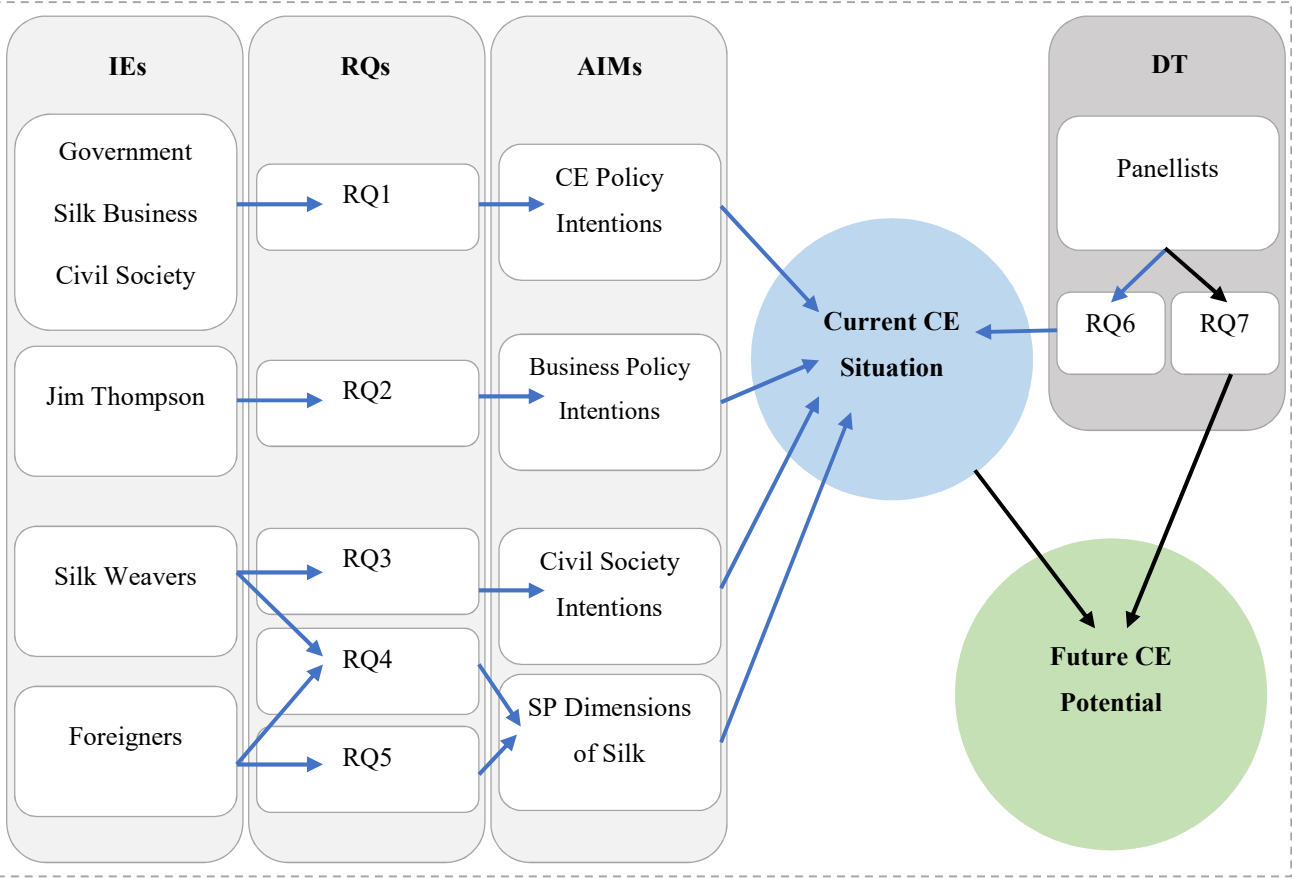 IEs
Government
Silk Business
Civil Society
Jim Thompson
Silk Weavers
Foreigners
RQs
RQ1
RQ2
RQ3
RQ4
RQ5
AIMs
CE Policy
Intentions
Business Policy
Intentions
Civil Society
Intentions
SP Dimensions
of Silk
Current CE
Situation
DT
Panellists
RQ6
RQ7
Future CE
Potential